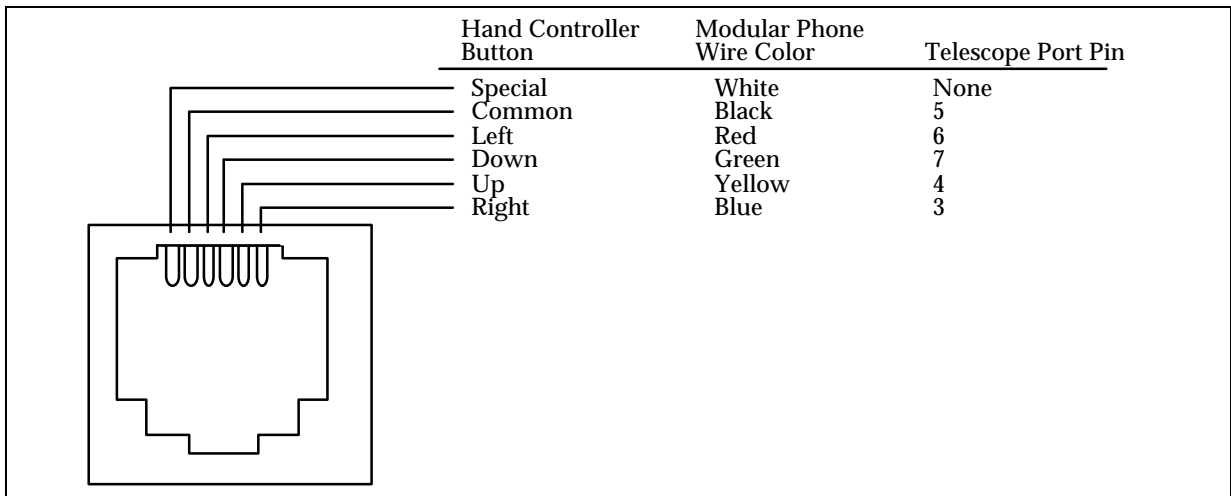 Hand Controller Button Modular Phone Wire Color Telescope Port Pin
Special White None
Common Black 5
Left Red 6
Down Green 7
Up Yellow 4
Right Blue 3